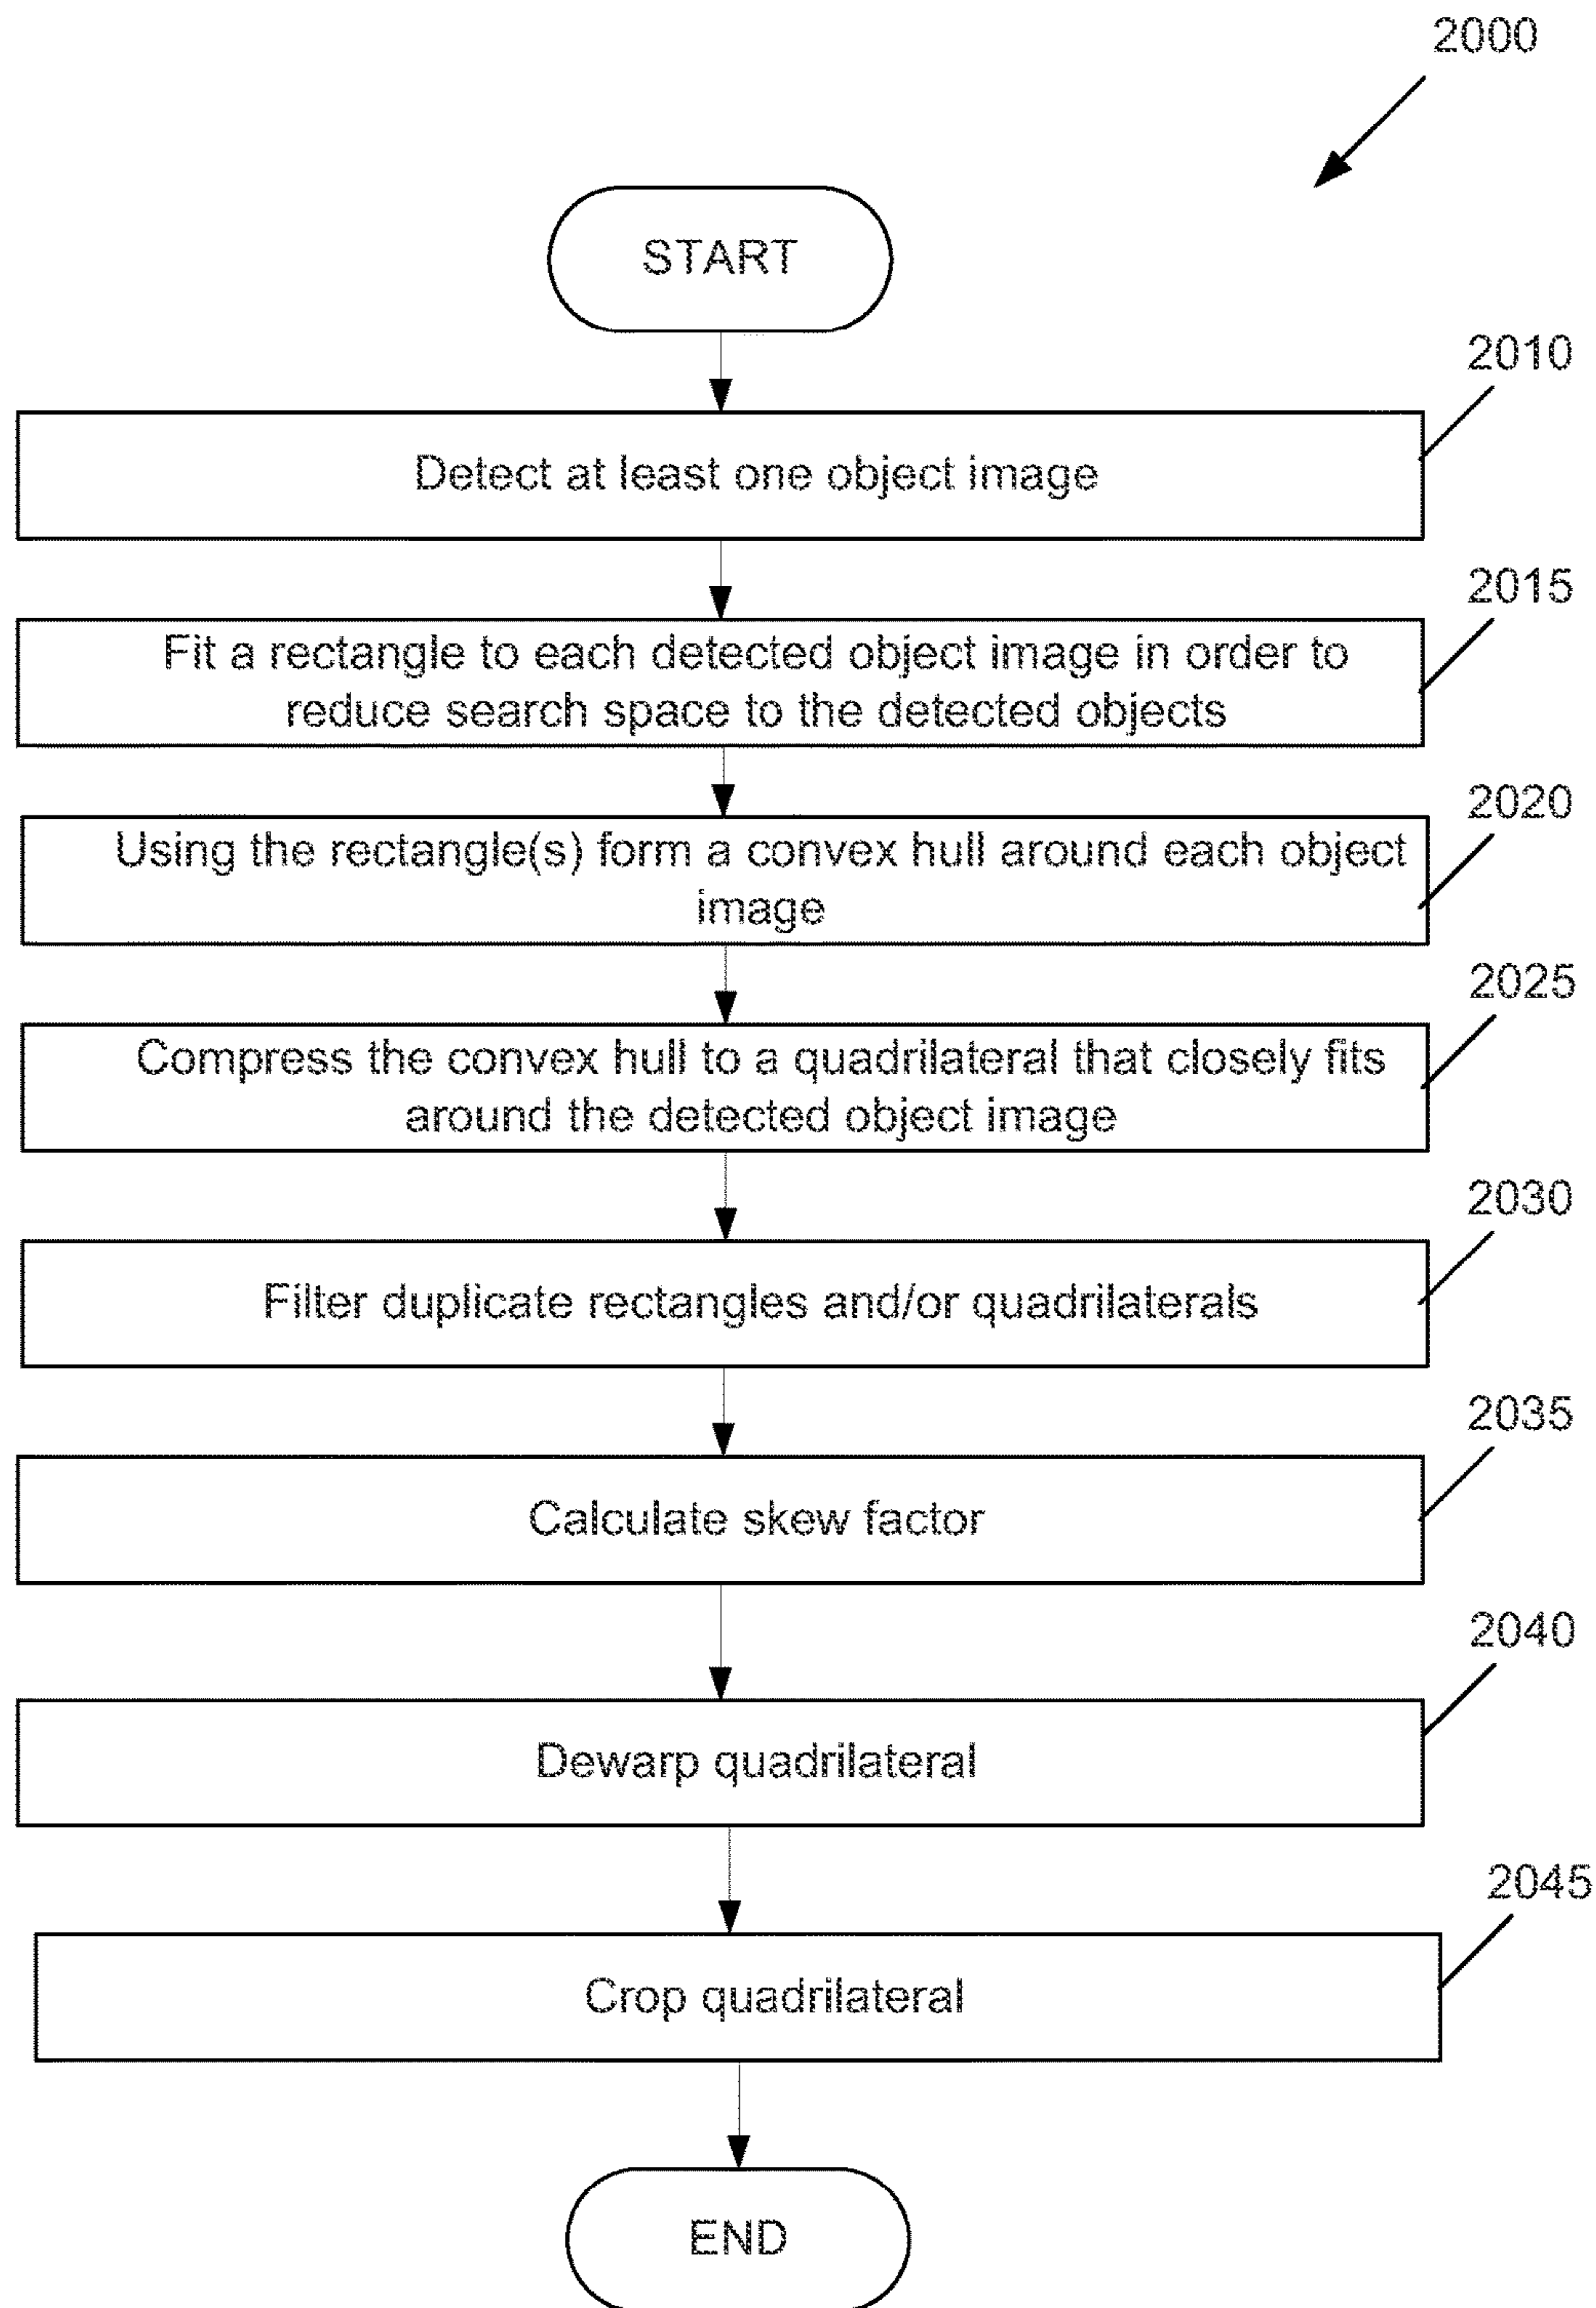 2000
START
2010
Detect at least one object image
2015
Fit a rectangle to each detected object image in order to
reduce search space to the detected objects
2020
Using the rectangle(s) form a convex hull around each object
image
2025
Compress the convex hull to a quadrilateral that closely fits
around the detected object image
2030
Filter duplicate rectangles and/or quadrilaterals
2035
Calculate skew factor
2040
Dewarp quadrilateral
2045
Crop quadrilateral
END